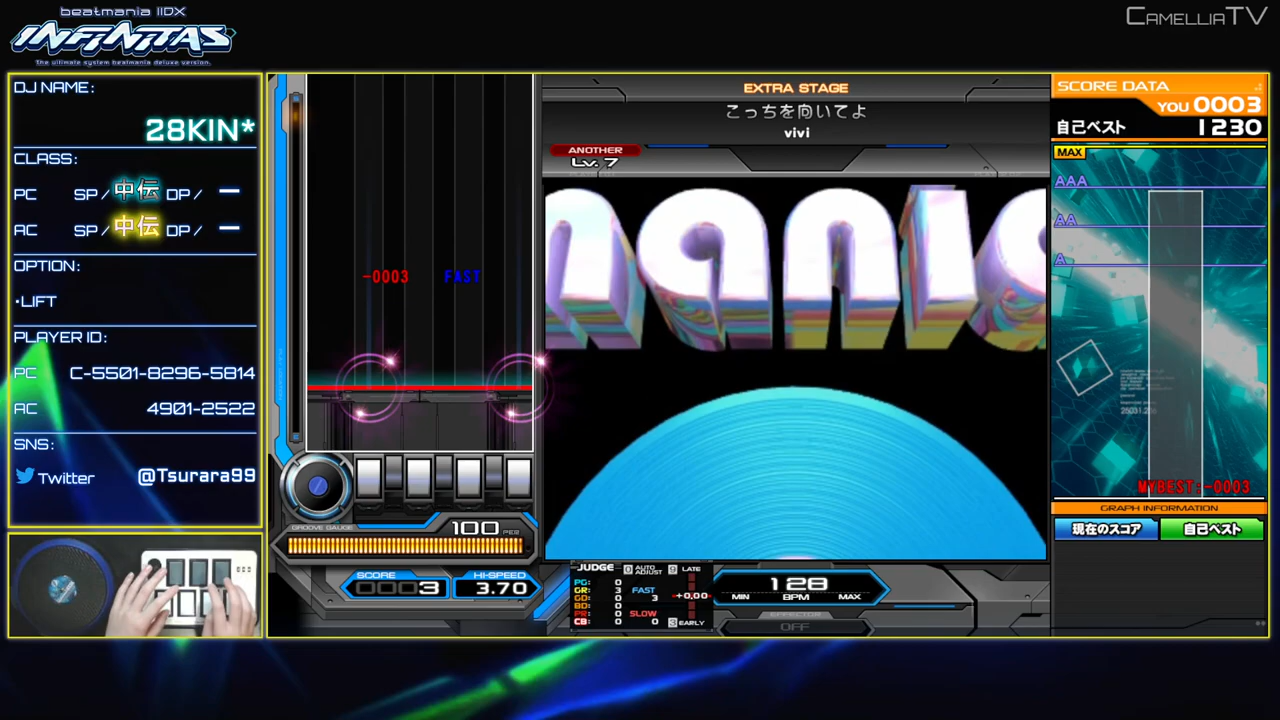 beatmania IIDX
INFINITAS
The ultimate system beatmania deluxe version.
CAMELLIATV
DJ NAME:
28KIN*
CLASS:
PC SP/中伝 DP/ ー
AC SP/中伝 DP/ ー
OPTION:
・LIFT
PLAYER ID:
PC C-5501-8296-5814
AC 4901-2522
SNS:
Twitter @Tsurara99
-0003 FAST
GROOVE GAUGE 100 PER
SCORE 0003 HI-SPEED 3.70
EXTRA STAGE
こっちを向いてよ
vivi
ANOTHER
Lv. 7
mania
JUDGE 0 AUTO ADJUST 0 LATE
PG: 0
GR: 3 FAST
GD: 0 3 +0,00
BD: 0
PR: 0 SLOW
CB: 0 0 3 EARLY
128
MIN BPM MAX
EFFECTOR
OFF
SCORE DATA
YOU 0003
自己ベスト 1230
MAX
AAA
AA
A
MYBEST:-0003
GRAPH INFORMATION
現在のスコア 自己ベスト